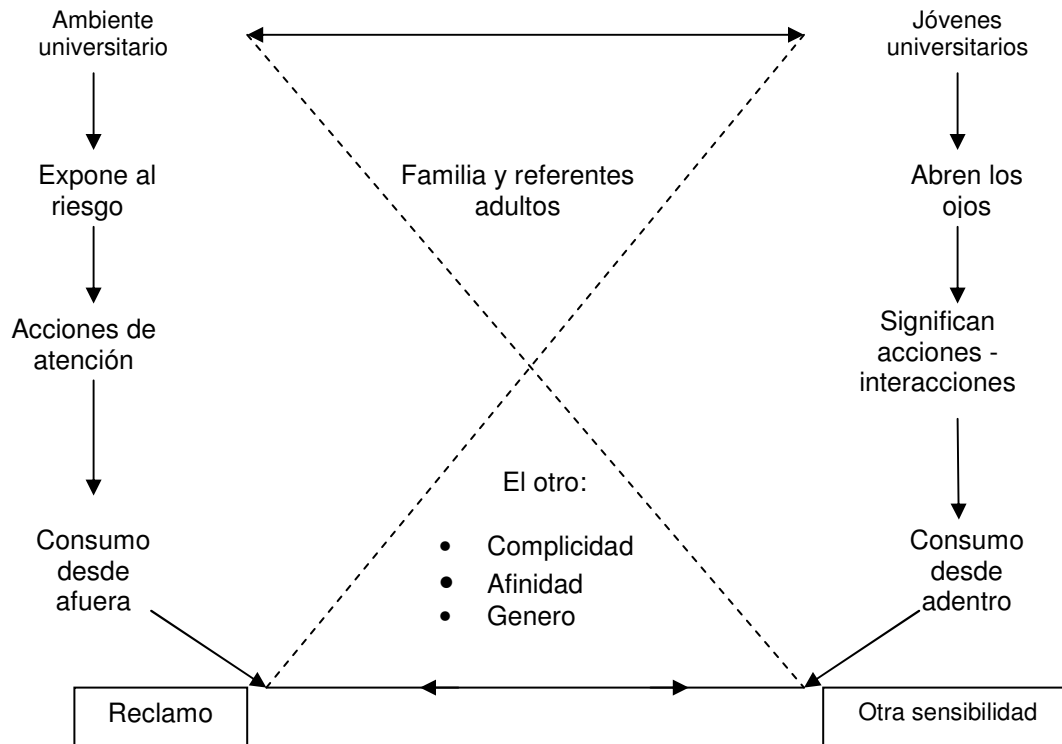 Ambiente
universitario
Jóvenes
universitarios
Expone al
riesgo
Familia y referentes
adultos
Abren los
ojos
Acciones de
atención
Significan
acciones -
interacciones
El otro:
• Complicidad
• Afinidad
• Genero
Consumo
desde
afuera
Consumo
desde
adentro
Reclamo
Otra sensibilidad